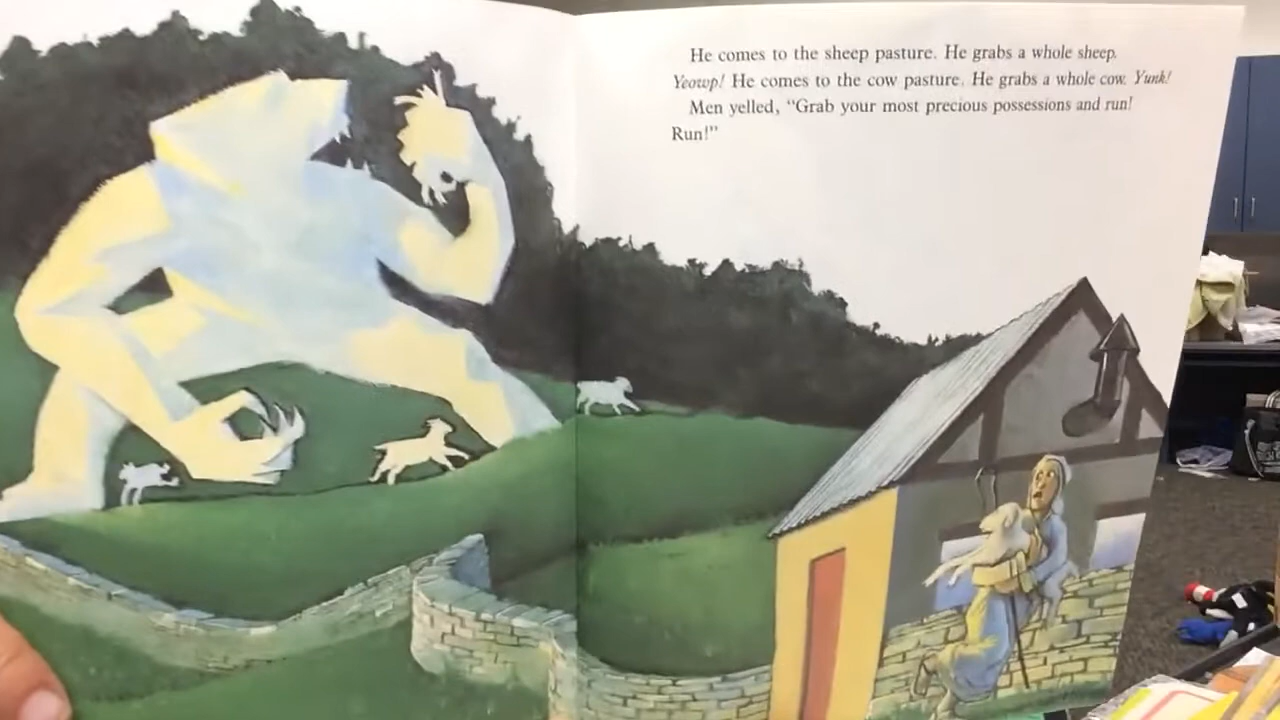 He comes to the sheep pasture. He grabs a whole sheep.
Yeowp! He comes to the cow pasture. He grabs a whole cow. Yunk!
Men yelled, “Grab your most precious possessions and run!
Run!”